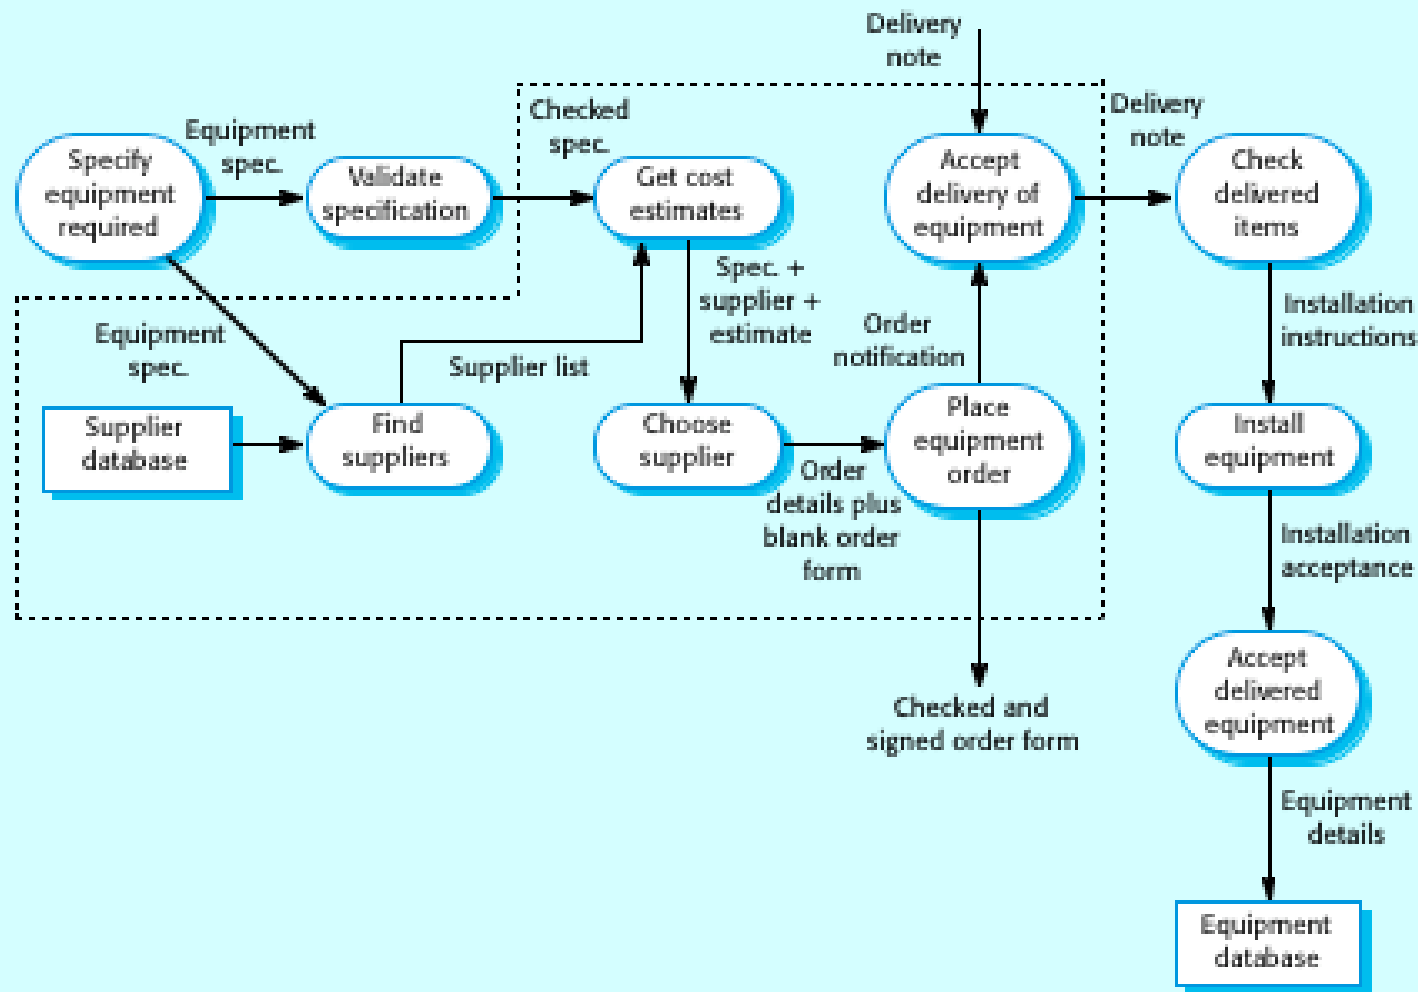 Delivery
note
Checked
spec.
Delivery
note
Equipment
spec.
Specify
equipment
required
Validate
specification
Get cost
estimates
Accept
delivery of
equipment
Check
delivered
items
Spec. +
supplier +
estimate
Installation
instructions
Equipment
spec.
Order
notification
Supplier list
Supplier
database
Find
suppliers
Choose
supplier
Place
equipment
order
Install
equipment
Order
details plus
blank order
form
Installation
acceptance
Accept
delivered
equipment
Checked and
signed order form
Equipment
details
Equipment
database